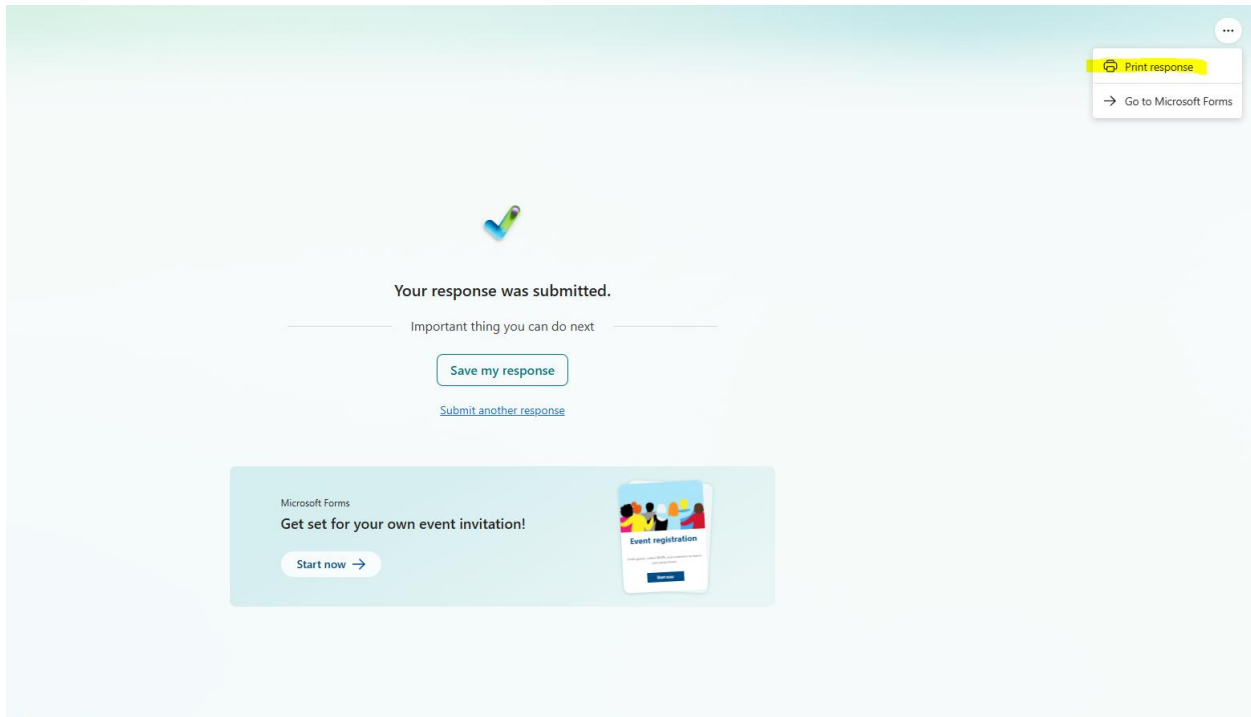 ...
Print response
Go to Microsoft Forms
Your response was submitted.
Important thing you can do next
Save my response
Submit another response
Microsoft Forms
Get set for your own event invitation!
Start now
Event registration
Start now